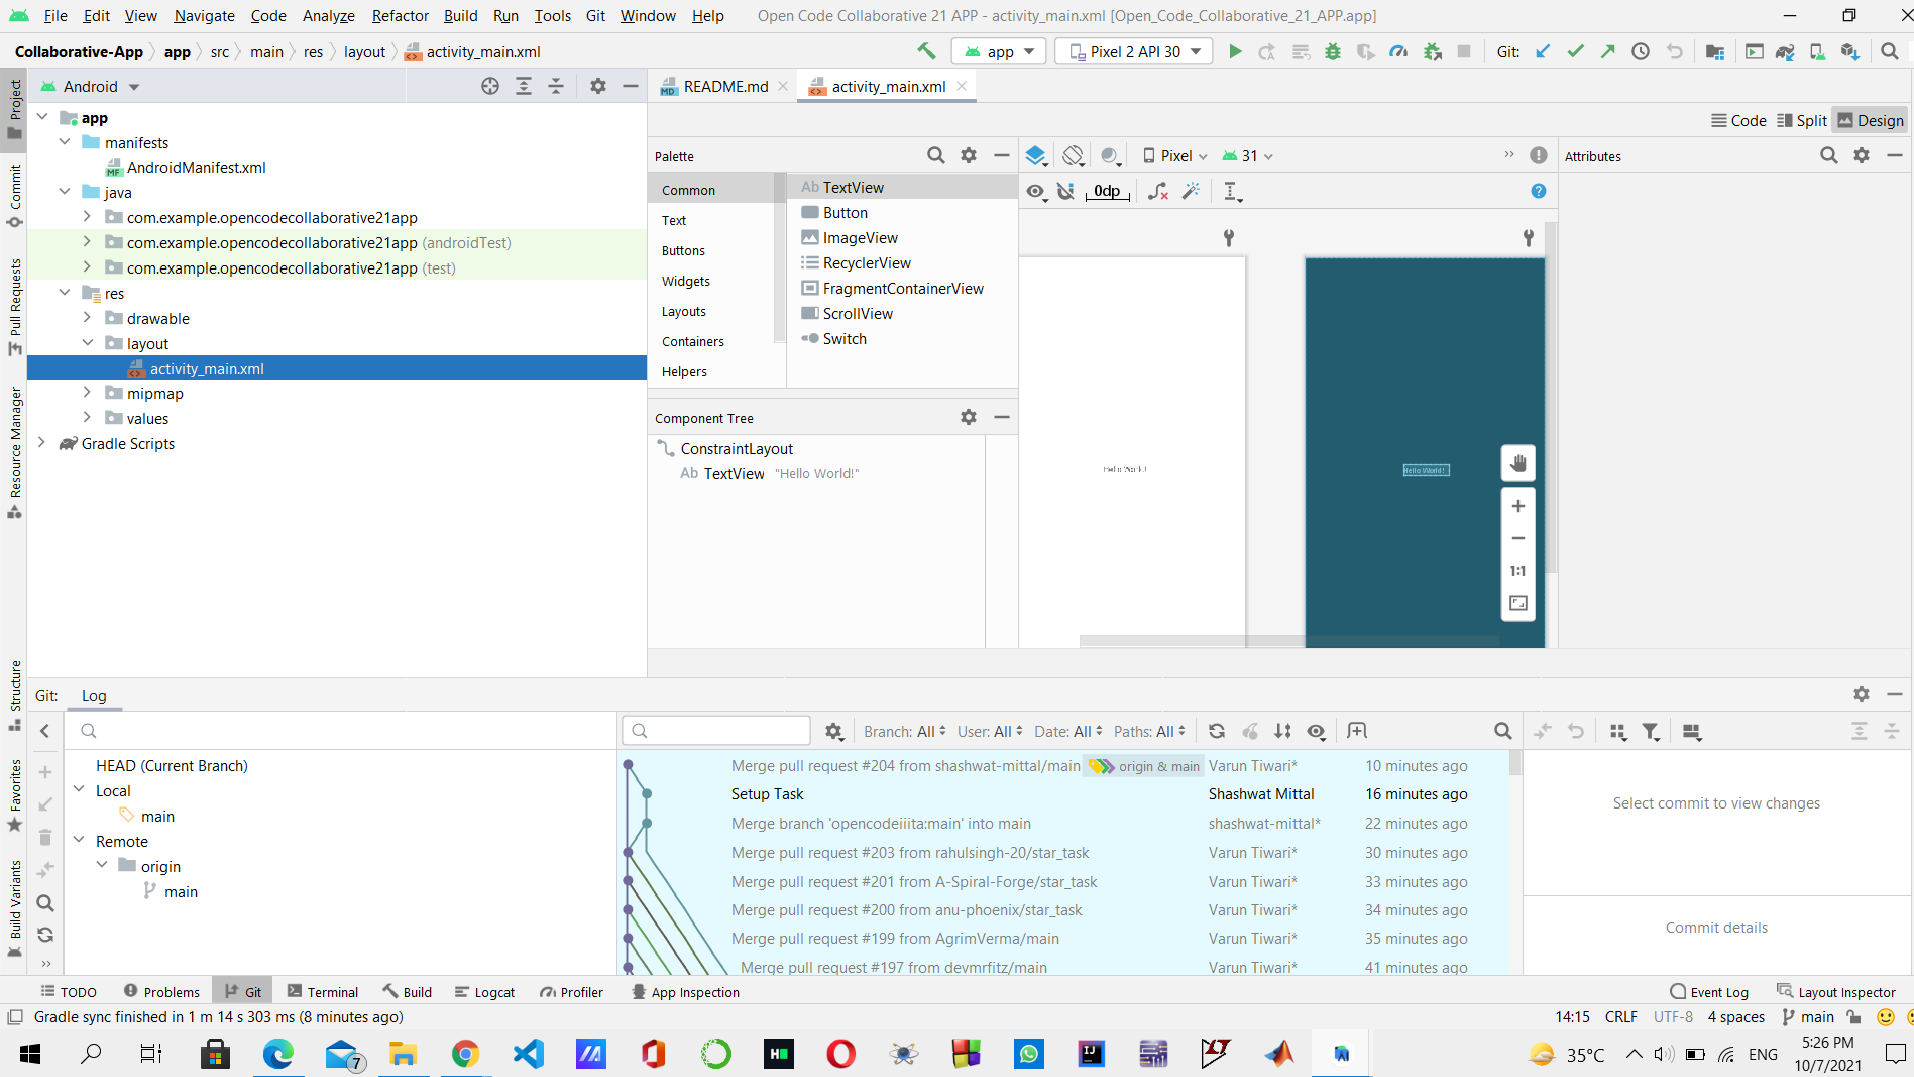 File Edit View Navigate Code Analyze Refactor Build Run Tools Git Window Help Open Code Collaborative 21 APP - activity_main.xml [Open_Code_Collaborative_21_APP.app]
Collaborative-App app src main res layout activity_main.xml app Pixel 2 API 30 Git:
Project
Commit
Pull Requests
Resource Manager
Structure
Favorites
Build Variants
Android
app
manifests
AndroidManifest.xml
java
com.example.opencodecollaborative21app
com.example.opencodecollaborative21app (androidTest)
com.example.opencodecollaborative21app (test)
res
drawable
layout
activity_main.xml
mipmap
values
Gradle Scripts
README.md activity_main.xml
Code Split Design
Palette
Common
Text
Buttons
Widgets
Layouts
Containers
Helpers
Ab TextView
Button
ImageView
RecyclerView
FragmentContainerView
ScrollView
Switch
Component Tree
ConstraintLayout
Ab TextView "Hello World!"
Pixel 31
0dp
Hello World!
Hello World!
1:1
Attributes
Git: Log
HEAD (Current Branch)
Local
main
Remote
origin
main
Branch: All User: All Date: All Paths: All
Merge pull request #204 from shashwat-mittal/main origin & main Varun Tiwari* 10 minutes ago
Setup Task Shashwat Mittal 16 minutes ago
Merge branch 'opencodeiiita:main' into main shashwat-mittal* 22 minutes ago
Merge pull request #203 from rahulsingh-20/star_task Varun Tiwari* 30 minutes ago
Merge pull request #201 from A-Spiral-Forge/star_task Varun Tiwari* 33 minutes ago
Merge pull request #200 from anu-phoenix/star_task Varun Tiwari* 34 minutes ago
Merge pull request #199 from AgrimVerma/main Varun Tiwari* 35 minutes ago
Merge pull request #197 from devmrfitz/main Varun Tiwari* 41 minutes ago
Select commit to view changes
Commit details
TODO Problems Git Terminal Build Logcat Profiler App Inspection Event Log Layout Inspector
Gradle sync finished in 1 m 14 s 303 ms (8 minutes ago) 14:15 CRLF UTF-8 4 spaces main
7 35°C ENG 5:26 PM
10/7/2021